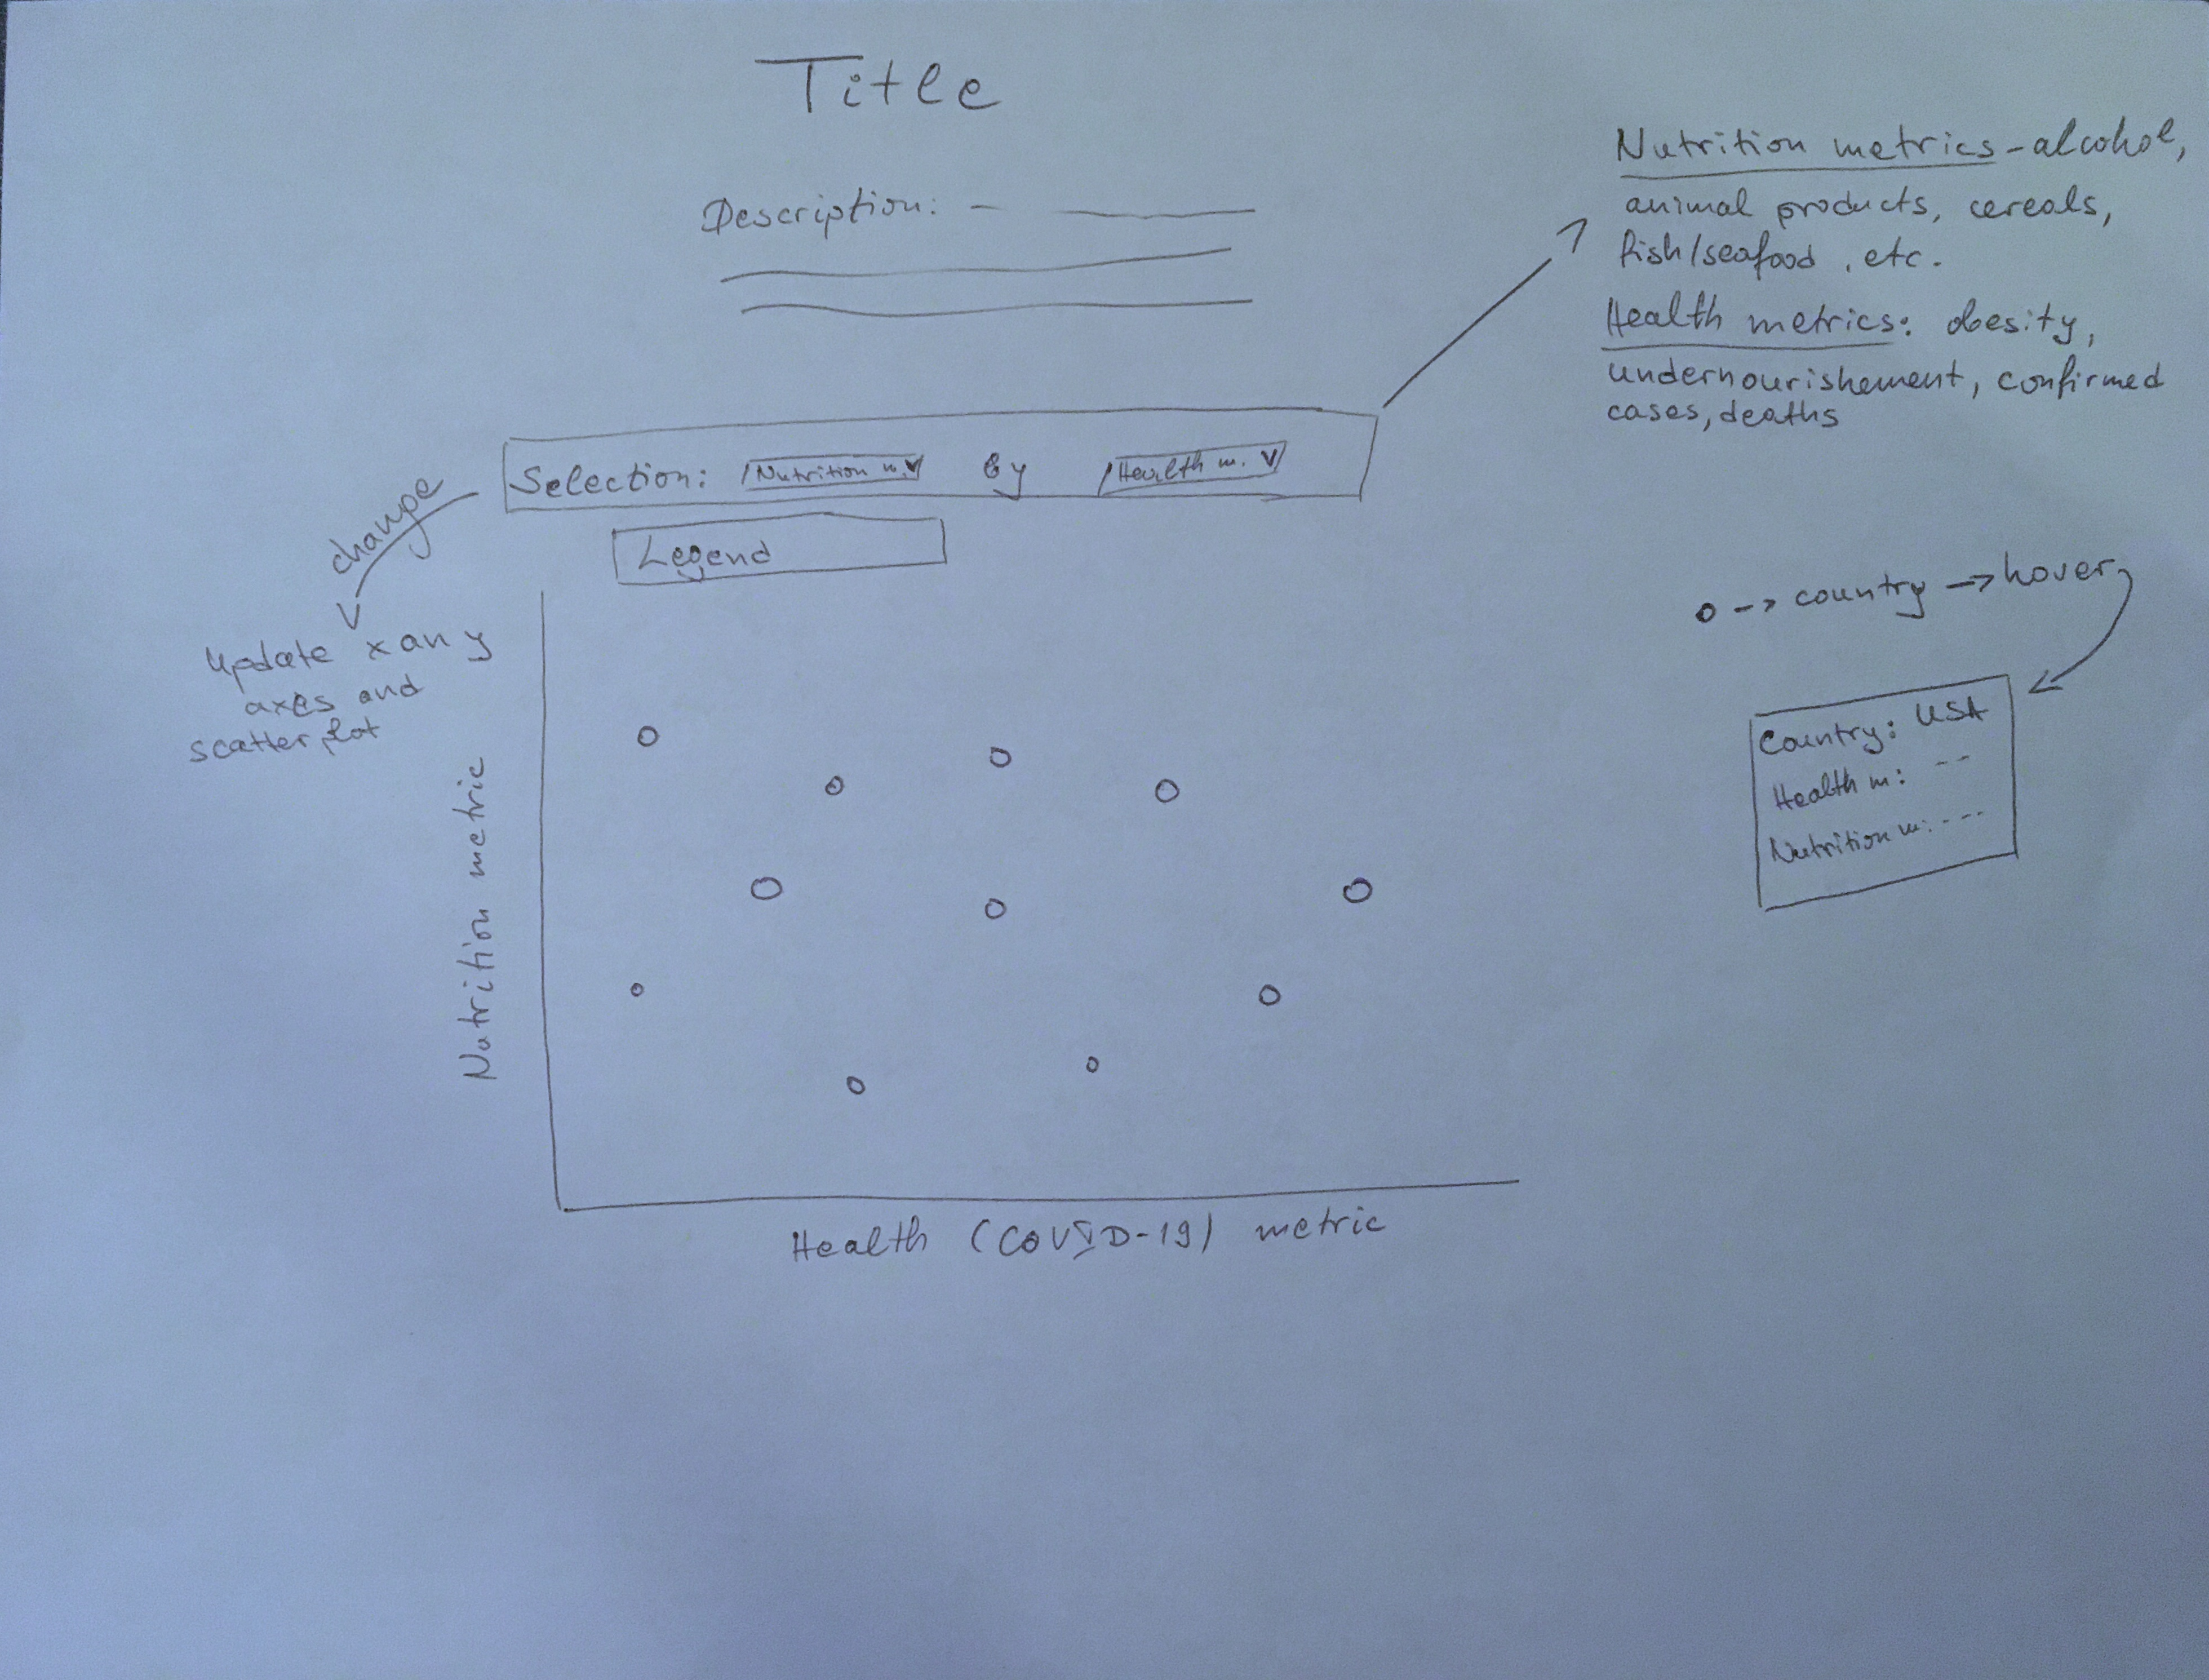 Title
Description: -
Nutrition metrics - alcohol,
animal products, cereals,
fish/seafood, etc.
Health metrics: obesity,
undernourishement, confirmed
cases, deaths
Selection: Nutrition m. by Health m.
Legend
change
Update x an y
axes and
scatter plot
Nutrition metric
Health (COVID-19) metric
o --> country -> hover
Country: USA
Health m: --
Nutrition m: ---